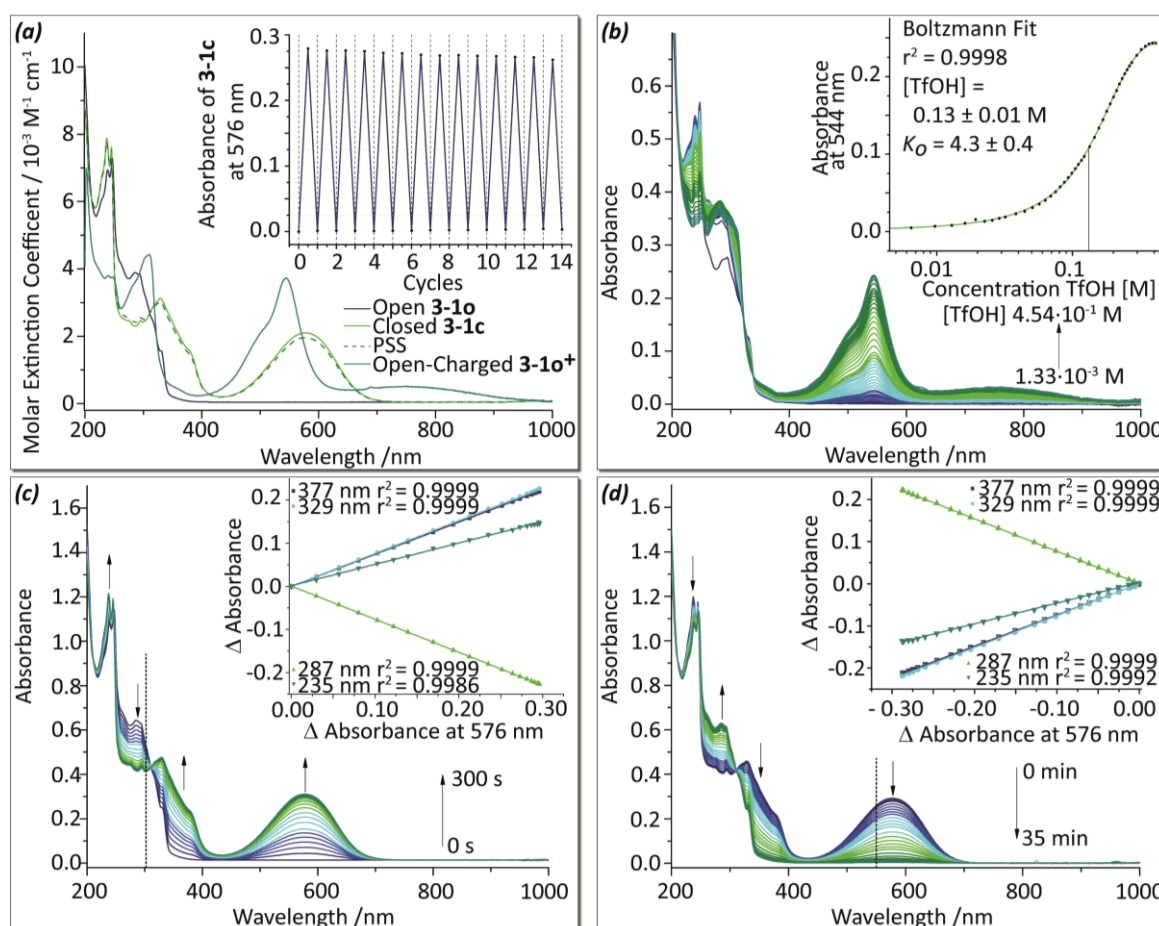 (a)
Molar Extinction Coefficent / 10⁻³ M⁻¹ cm⁻¹
10
8
6
4
2
0
200 400 600 800 1000
Wavelength /nm
Absorbance of 3-1c
at 576 nm
0.3
0.2
0.1
0.0
0 2 4 6 8 10 12 14
Cycles
Open 3-1o
Closed 3-1c
PSS
Open-Charged 3-1o⁺
(b)
Absorbance
0.7
0.6
0.5
0.4
0.3
0.2
0.1
0.0
200 400 600 800 1000
Wavelength /nm
Absorbance
at 544 nm
0.2
0.1
0.0
Boltzmann Fit
r² = 0.9998
[TfOH] =
0.13 ± 0.01 M
K_O = 4.3 ± 0.4
0.01 0.1
Concentration TfOH [M]
[TfOH] 4.54·10⁻¹ M
1.33·10⁻³ M
(c)
Absorbance
1.6
1.4
1.2
1.0
0.8
0.6
0.4
0.2
0.0
200 400 600 800 1000
Wavelength /nm
Δ Absorbance
0.2
0.1
0.0
-0.1
-0.2
377 nm r² = 0.9999
329 nm r² = 0.9999
287 nm r² = 0.9999
235 nm r² = 0.9986
0.00 0.10 0.20 0.30
Δ Absorbance at 576 nm
300 s
0 s
(d)
Absorbance
1.6
1.4
1.2
1.0
0.8
0.6
0.4
0.2
0.0
200 400 600 800 1000
Wavelength /nm
Δ Absorbance
0.2
0.1
0.0
-0.1
-0.2
377 nm r² = 0.9999
329 nm r² = 0.9999
287 nm r² = 0.9999
235 nm r² = 0.9992
- 0.30 -0.20 -0.10 0.00
Δ Absorbance at 576 nm
0 min
35 min